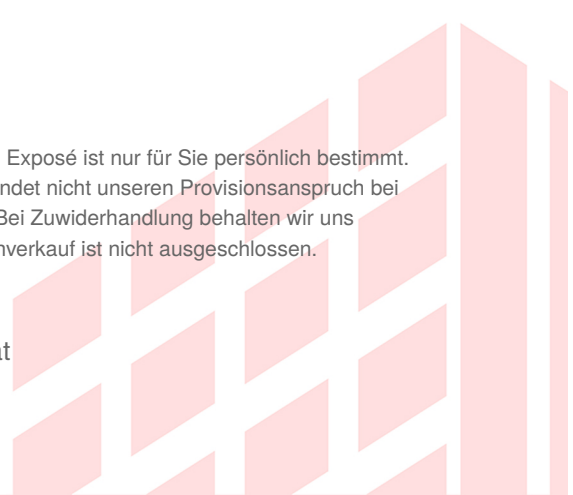 Exposé ist nur für Sie persönlich bestimmt.
ndet nicht unseren Provisionsanspruch bei
Bei Zuwiderhandlung behalten wir uns
nverkauf ist nicht ausgeschlossen.
at